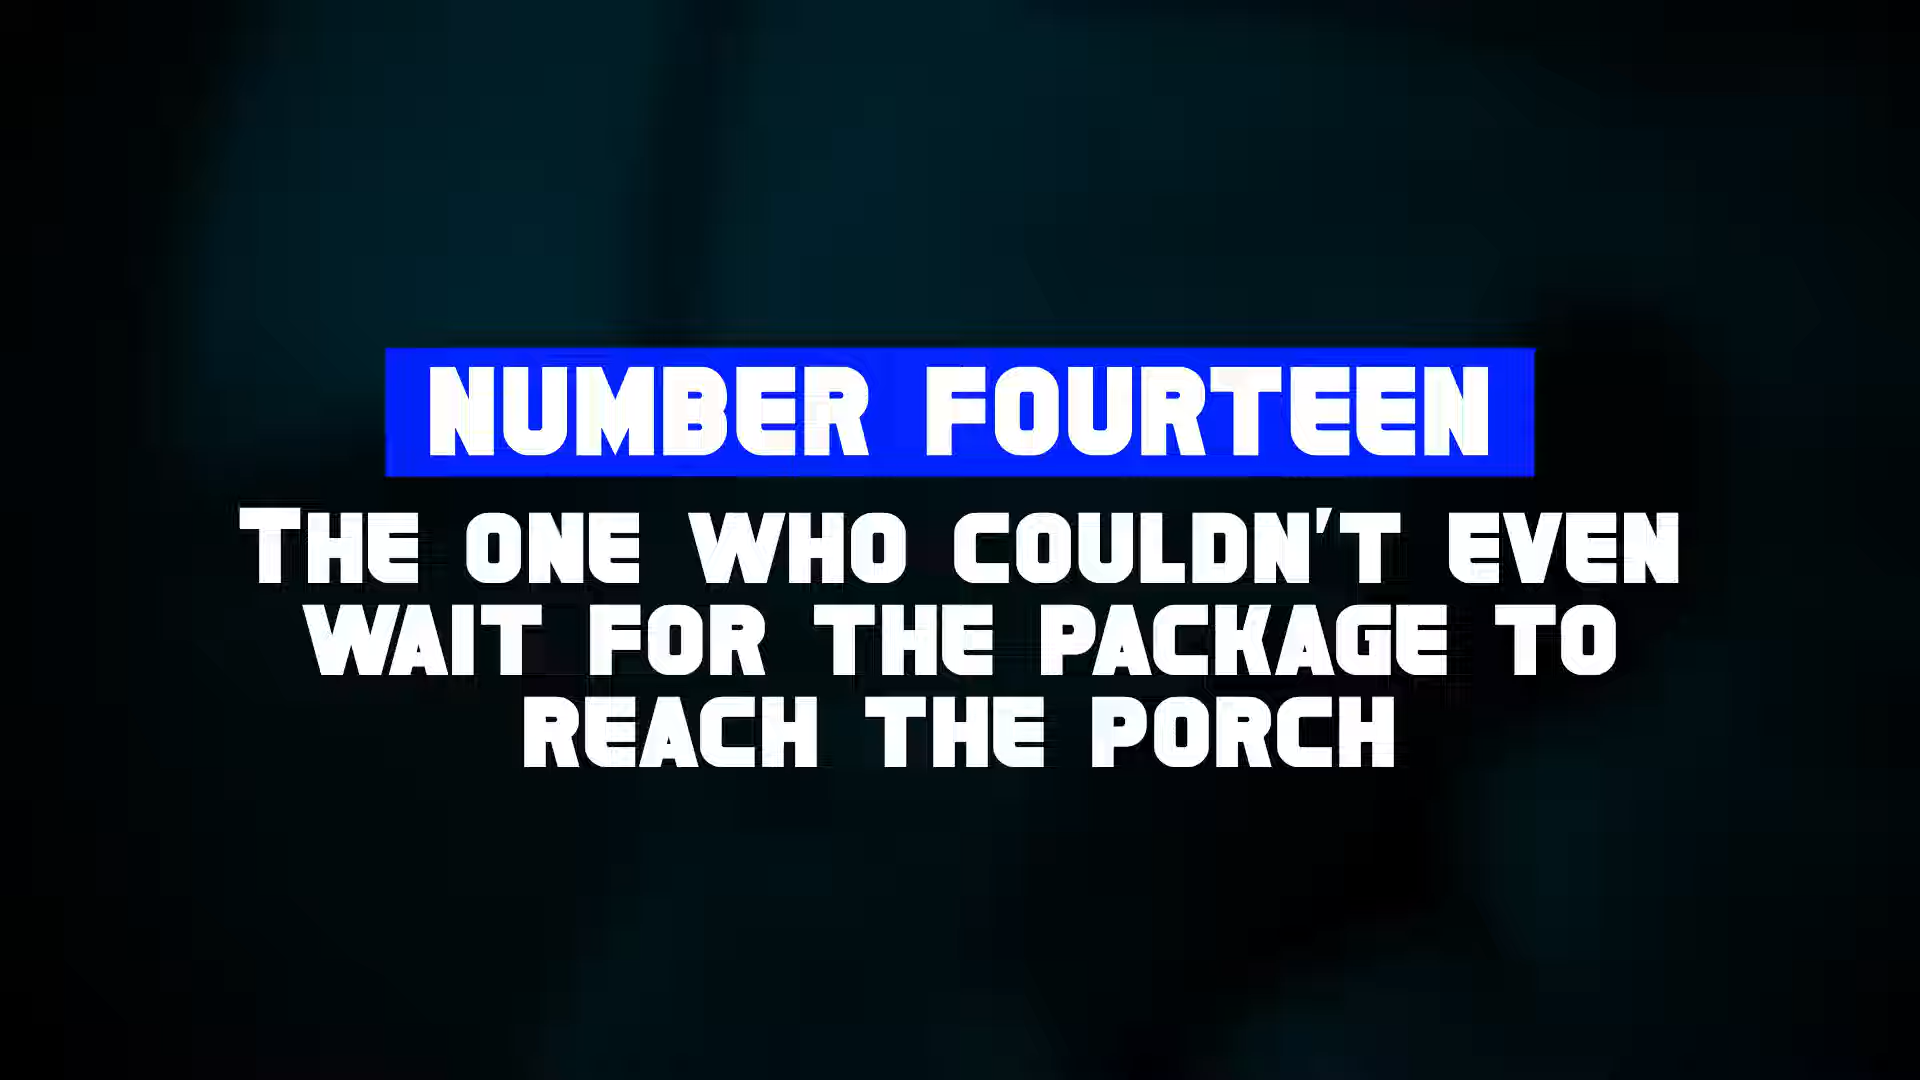 NUMBER FOURTEEN
THE ONE WHO COULDN'T EVEN
WAIT FOR THE PACKAGE TO
REACH THE PORCH